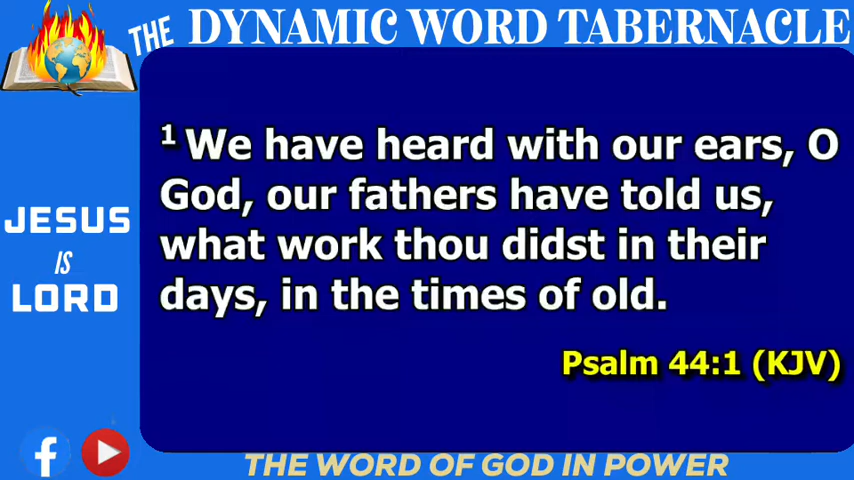 THE DYNAMIC WORD TABERNACLE
1 We have heard with our ears, O
God, our fathers have told us,
what work thou didst in their
days, in the times of old.
Psalm 44:1 (KJV)
JESUS
IS
LORD
f
THE WORD OF GOD IN POWER